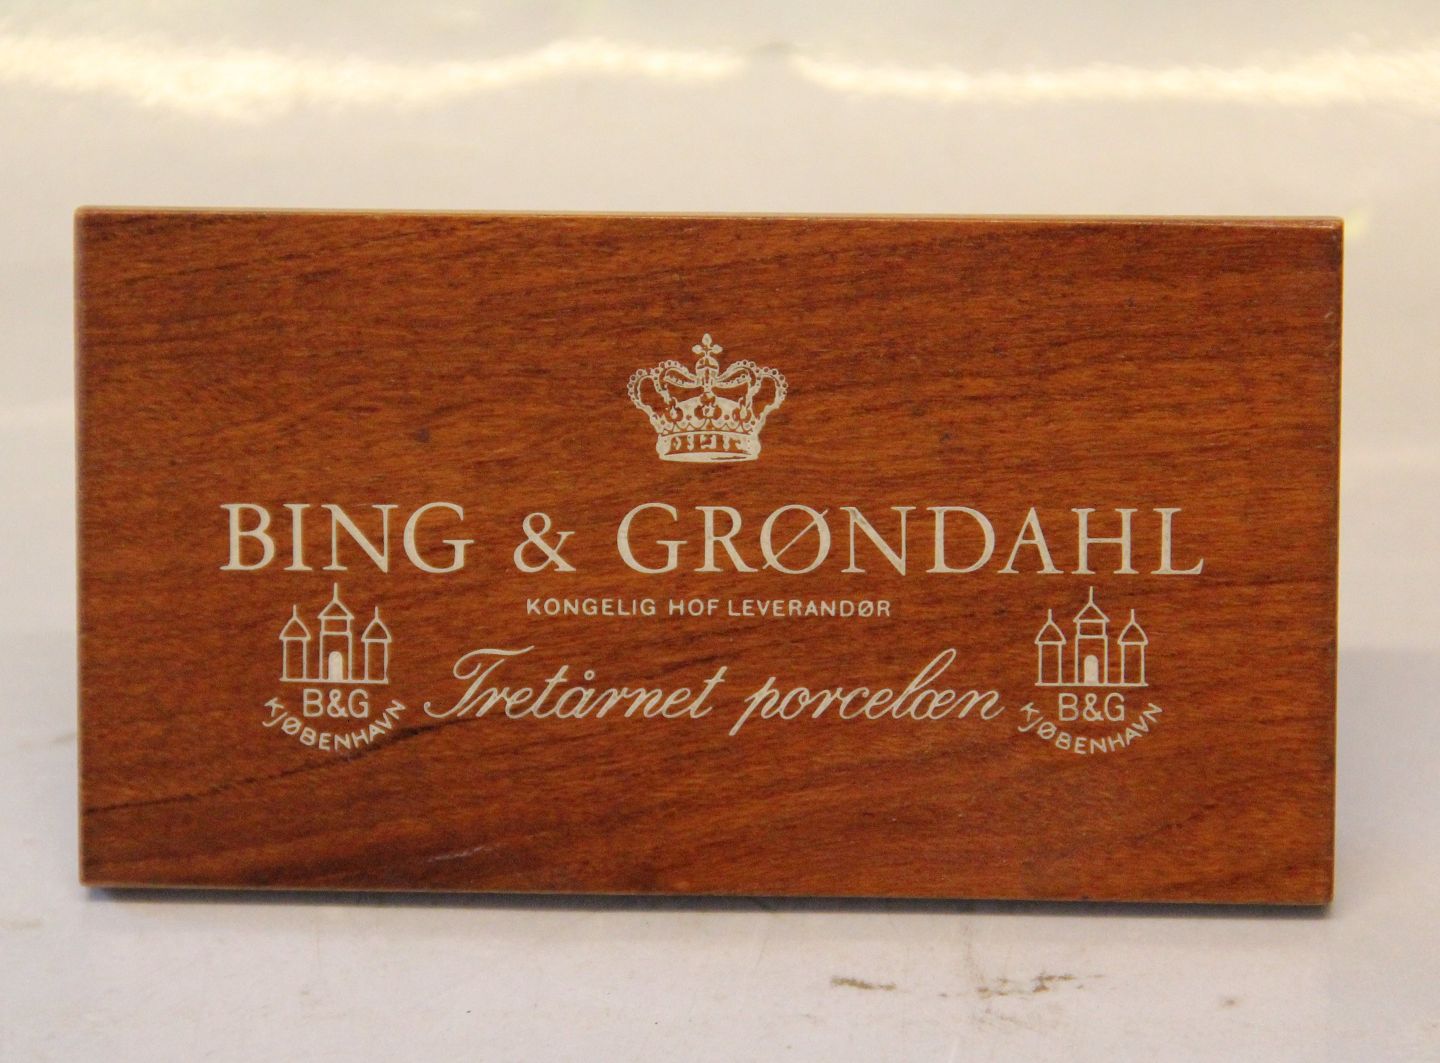 BING & GRØNDAHL
KONGELIG HOF LEVERANDØR
Tretårnet porcelæn
B&G
KJØBENHAVN
B&G
KJØBENHAVN